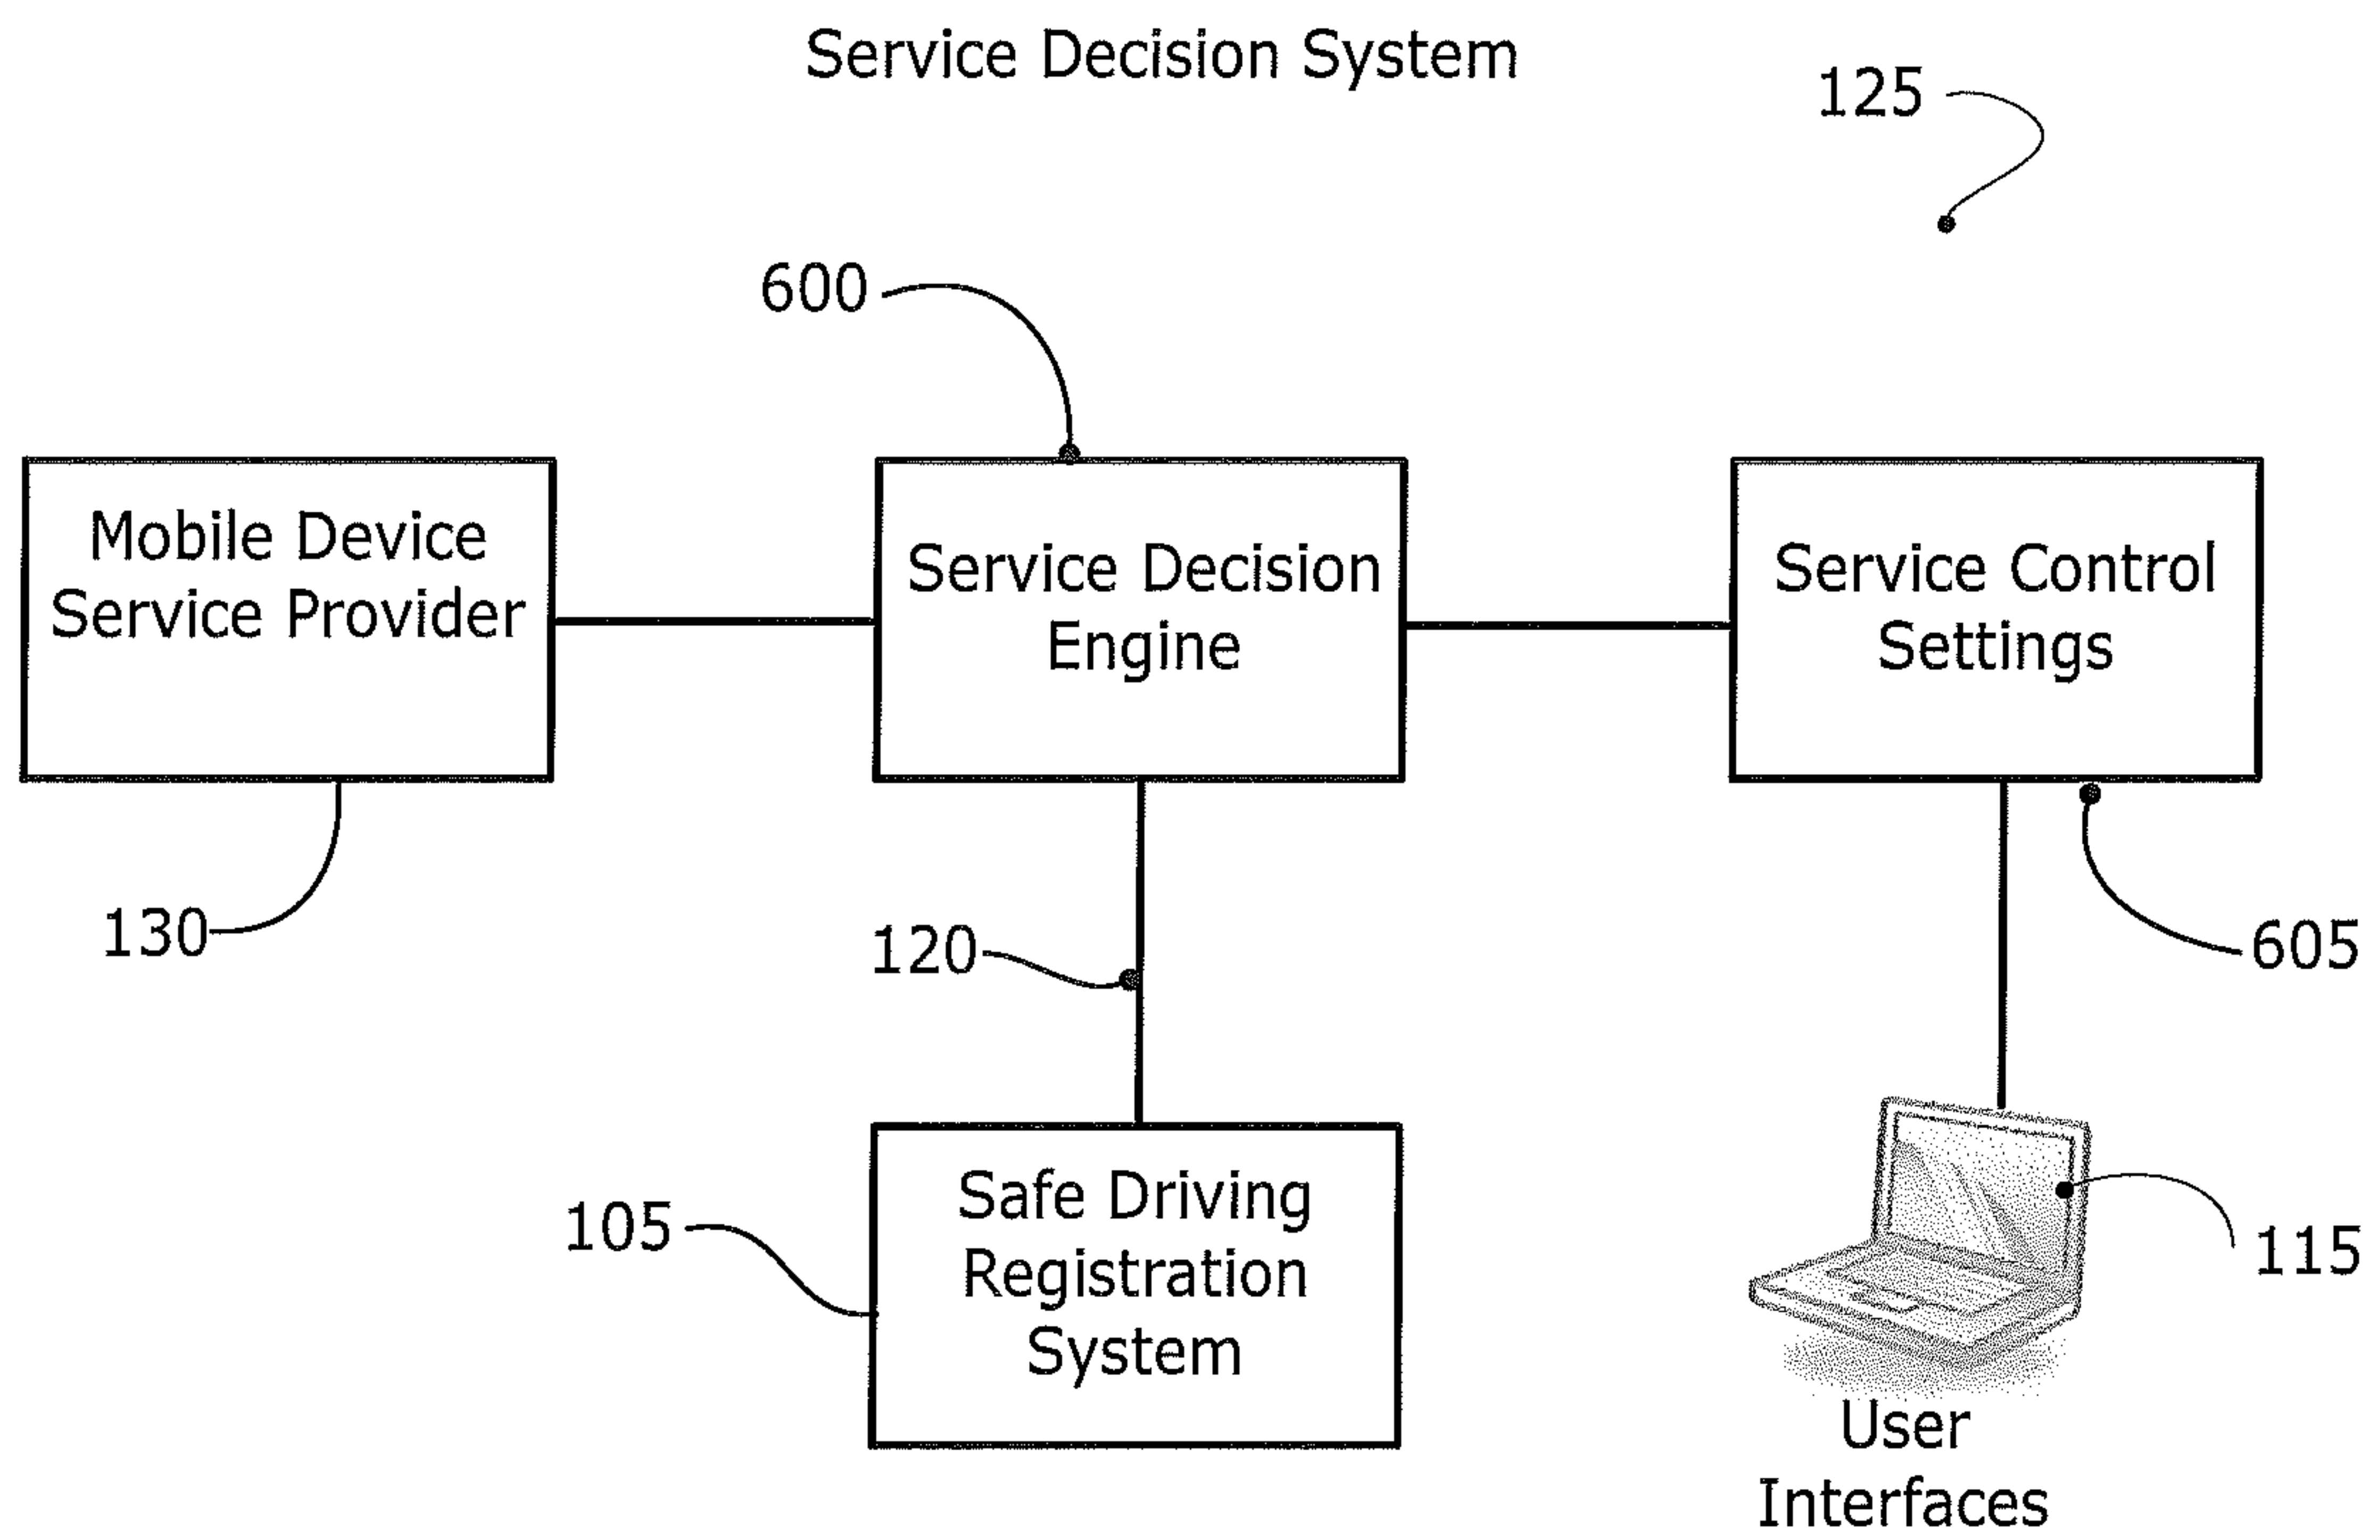 Service Decision System
125
600
Mobile Device
Service Provider
Service Decision
Engine
Service Control
Settings
130
120
605
105
Safe Driving
Registration
System
115
User
Interfaces